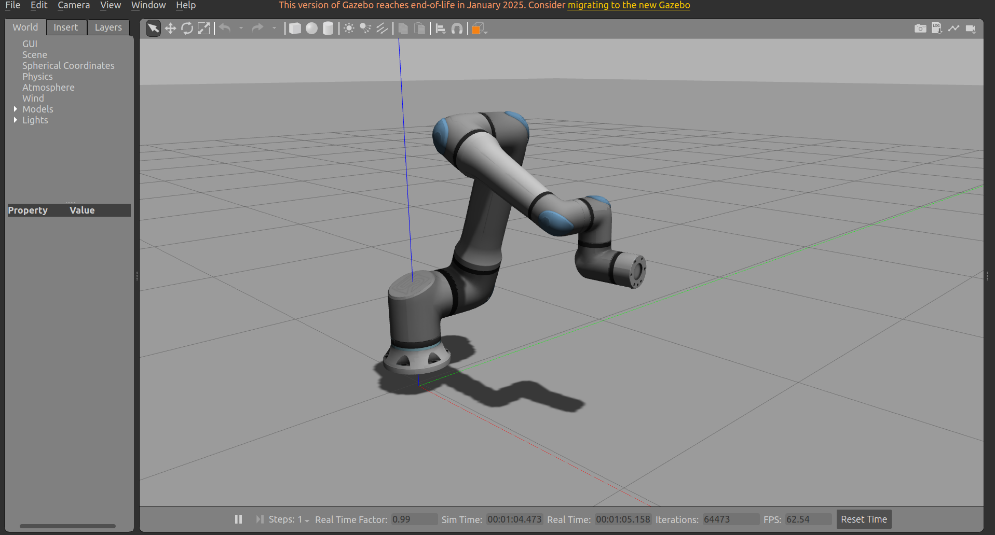 File Edit Camera View Window Help
This version of Gazebo reaches end-of-life in January 2025. Consider migrating to the new Gazebo
World Insert Layers
GUI
Scene
Spherical Coordinates
Physics
Atmosphere
Wind
Models
Lights
Property Value
Steps: 1 Real Time Factor: 0.99 Sim Time: 00:01:04.473 Real Time: 00:01:05.158 Iterations: 64473 FPS: 62.54 Reset Time